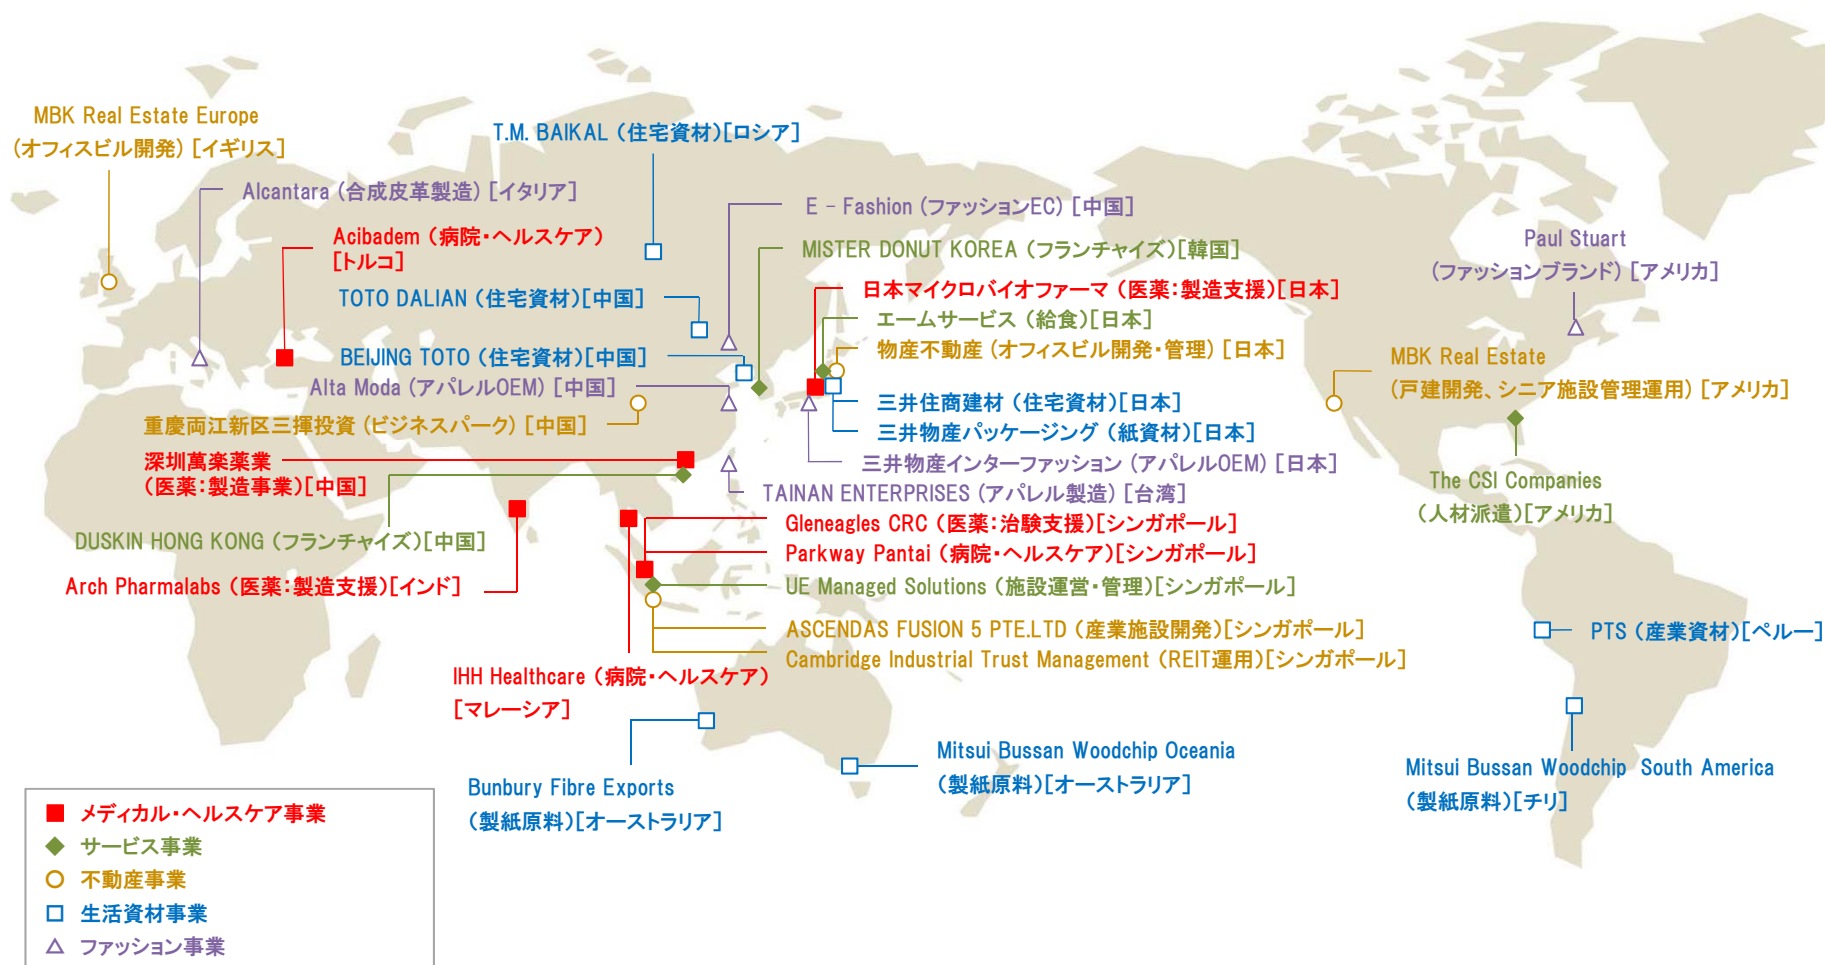 MBK Real Estate Europe
(オフィスビル開発) [イギリス]
T.M. BAIKAL (住宅資材)[ロシア]
Alcantara (合成皮革製造) [イタリア]
E - Fashion (ファッションEC) [中国]
Acibadem (病院・ヘルスケア)
[トルコ]
MISTER DONUT KOREA (フランチャイズ)[韓国]
Paul Stuart
(ファッションブランド) [アメリカ]
TOTO DALIAN (住宅資材)[中国]
日本マイクロバイオファーマ (医薬:製造支援)[日本]
エームサービス (給食)[日本]
BEIJING TOTO (住宅資材)[中国]
物産不動産 (オフィスビル開発・管理) [日本]
MBK Real Estate
(戸建開発、シニア施設管理運用) [アメリカ]
Alta Moda (アパレルOEM) [中国]
三井住商建材 (住宅資材)[日本]
重慶両江新区三揮投資 (ビジネスパーク) [中国]
三井物産パッケージング (紙資材)[日本]
深圳萬楽薬業
(医薬:製造事業)[中国]
三井物産インターファッション (アパレルOEM) [日本]
The CSI Companies
(人材派遣)[アメリカ]
TAINAN ENTERPRISES (アパレル製造) [台湾]
Gleneagles CRC (医薬:治験支援)[シンガポール]
DUSKIN HONG KONG (フランチャイズ)[中国]
Parkway Pantai (病院・ヘルスケア)[シンガポール]
Arch Pharmalabs (医薬:製造支援)[インド]
UE Managed Solutions (施設運営・管理)[シンガポール]
ASCENDAS FUSION 5 PTE.LTD (産業施設開発)[シンガポール]
PTS (産業資材)[ペルー]
Cambridge Industrial Trust Management (REIT運用)[シンガポール]
IHH Healthcare (病院・ヘルスケア)
[マレーシア]
Mitsui Bussan Woodchip Oceania
(製紙原料)[オーストラリア]
Mitsui Bussan Woodchip South America
(製紙原料)[チリ]
Bunbury Fibre Exports
(製紙原料)[オーストラリア]
メディカル・ヘルスケア事業
サービス事業
不動産事業
生活資材事業
ファッション事業